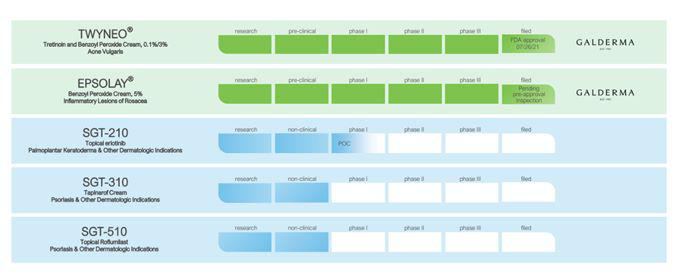 TWYNEO®
Tretinoin and Benzoyl Peroxide Cream, 0.1%/3%
Acne Vulgaris
research pre-clinical phase I phase II phase III filed
FDA approval
07/26/21
GALDERMA
EST. 1981
EPSOLAY®
Benzoyl Peroxide Cream, 5%
Inflammatory Lesions of Rosacea
research pre-clinical phase I phase II phase III filed
Pending
pre-approval
inspection
GALDERMA
EST. 1981
SGT-210
Topical erlotinib
Palmoplantar Keratoderma & Other Dermatologic Indications
research non-clinical phase I phase II phase III filed
POC
SGT-310
Tapinarof Cream
Psoriasis & Other Dermatologic Indications
research non-clinical phase I phase II phase III filed
SGT-510
Topical Roflumilast
Psoriasis & Other Dermatologic Indications
research non-clinical phase I phase II phase III filed